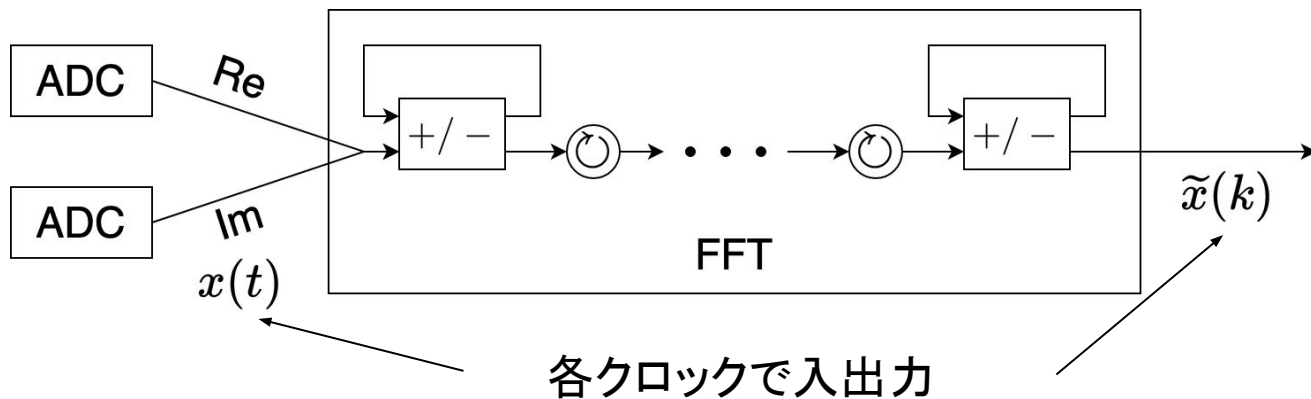 ADC
Re
+/−
• • •
+/−
ADC
Im
x(t)
FFT
x̃(k)
各クロックで入出力